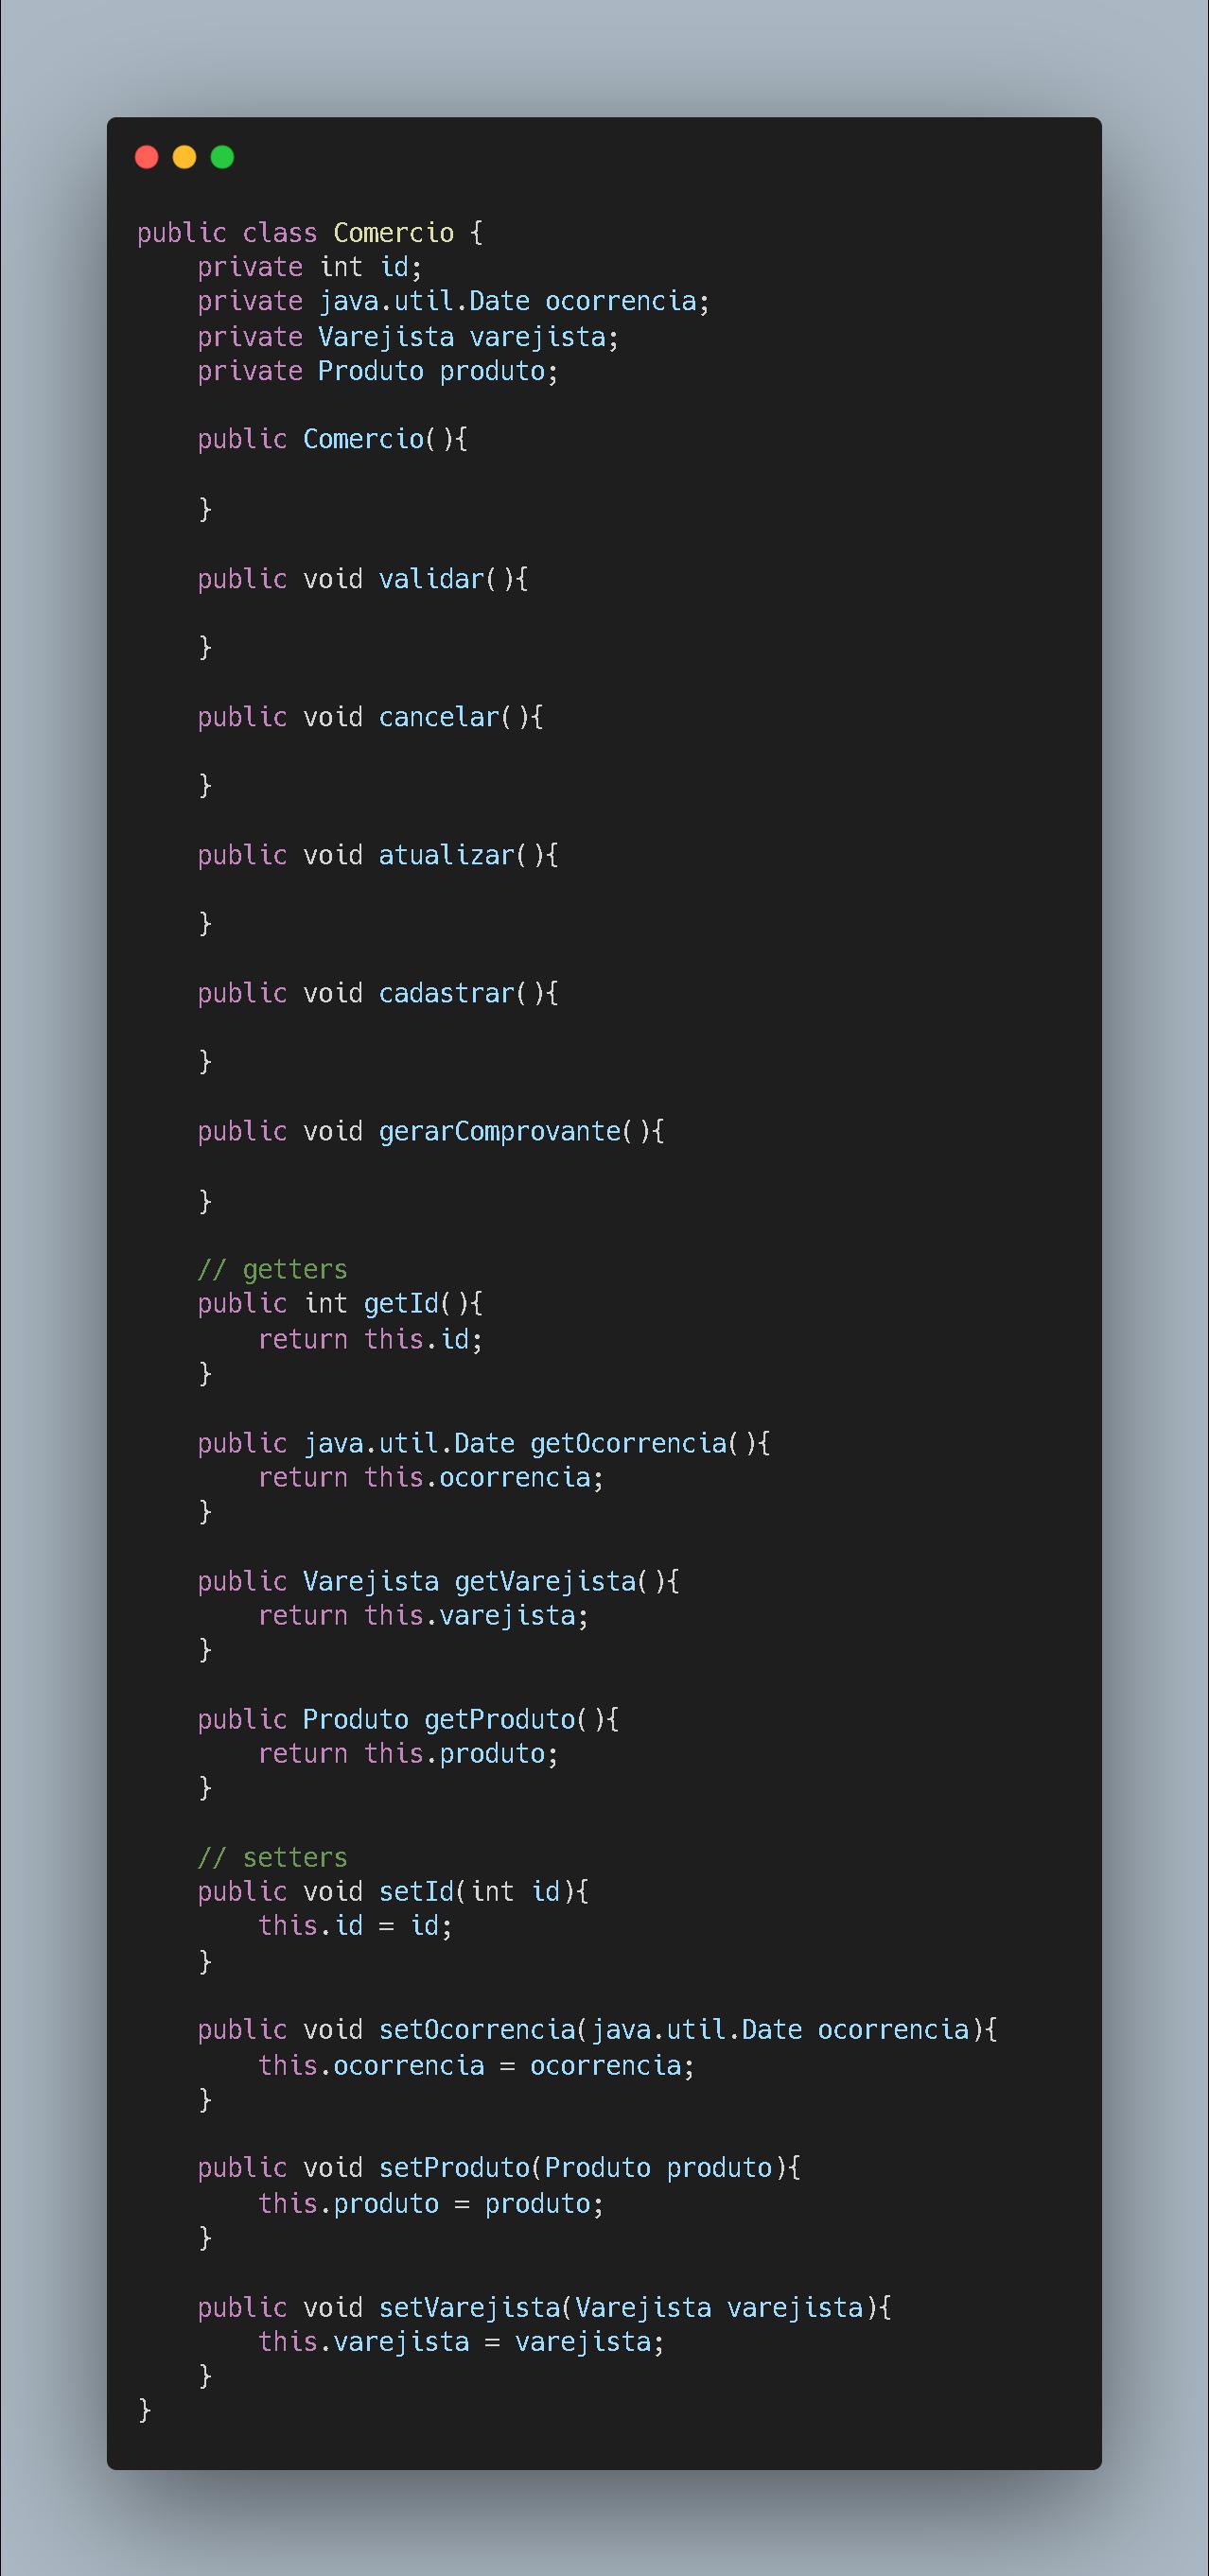 public class Comercio {
    private int id;
    private java.util.Date ocorrencia;
    private Varejista varejista;
    private Produto produto;

    public Comercio(){

    }

    public void validar(){

    }

    public void cancelar(){

    }

    public void atualizar(){

    }

    public void cadastrar(){

    }

    public void gerarComprovante(){

    }

    // getters
    public int getId(){
        return this.id;
    }

    public java.util.Date getOcorrencia(){
        return this.ocorrencia;
    }

    public Varejista getVarejista(){
        return this.varejista;
    }

    public Produto getProduto(){
        return this.produto;
    }

    // setters
    public void setId(int id){
        this.id = id;
    }

    public void setOcorrencia(java.util.Date ocorrencia){
        this.ocorrencia = ocorrencia;
    }

    public void setProduto(Produto produto){
        this.produto = produto;
    }

    public void setVarejista(Varejista varejista){
        this.varejista = varejista;
    }
}